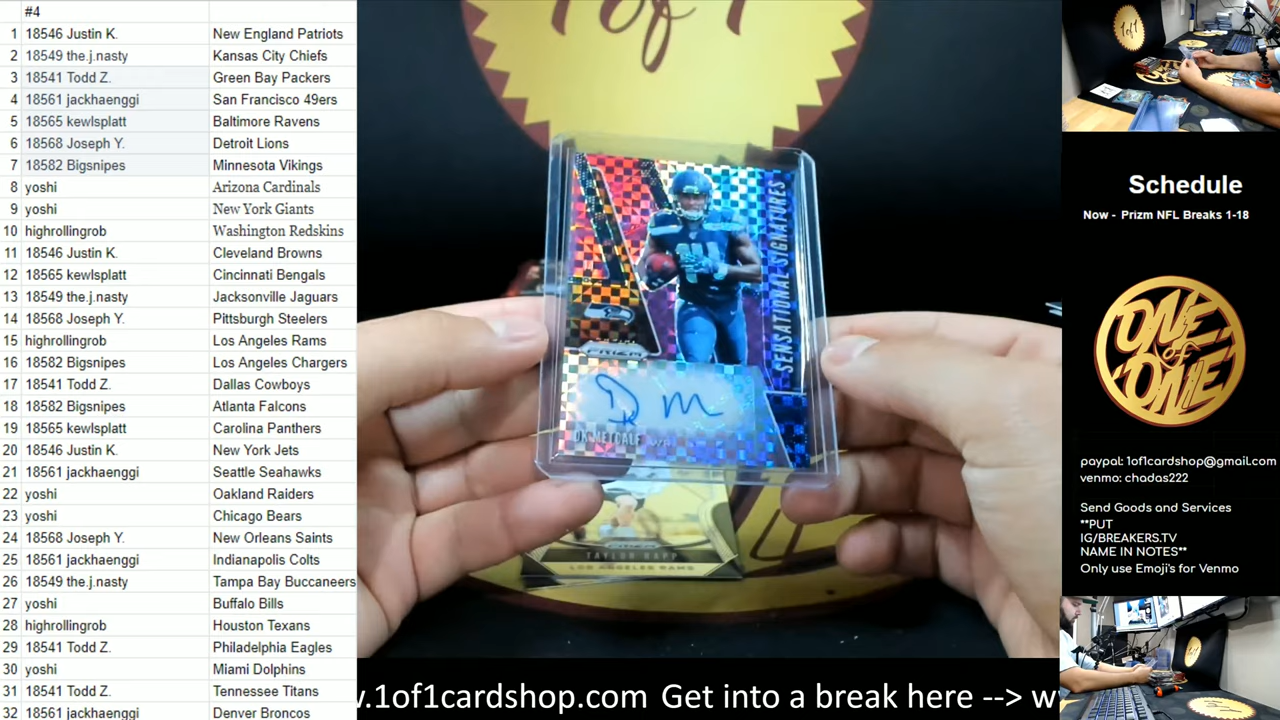 #4
1 18546 Justin K. New England Patriots
2 18549 the.j.nasty Kansas City Chiefs
3 18541 Todd Z. Green Bay Packers
4 18561 jackhaenggi San Francisco 49ers
5 18565 kewlsplatt Baltimore Ravens
6 18568 Joseph Y. Detroit Lions
7 18582 Bigsnipes Minnesota Vikings
8 yoshi Arizona Cardinals
9 yoshi New York Giants
10 highrollingrob Washington Redskins
11 18546 Justin K. Cleveland Browns
12 18565 kewlsplatt Cincinnati Bengals
13 18549 the.j.nasty Jacksonville Jaguars
14 18568 Joseph Y. Pittsburgh Steelers
15 highrollingrob Los Angeles Rams
16 18582 Bigsnipes Los Angeles Chargers
17 18541 Todd Z. Dallas Cowboys
18 18582 Bigsnipes Atlanta Falcons
19 18565 kewlsplatt Carolina Panthers
20 18546 Justin K. New York Jets
21 18561 jackhaenggi Seattle Seahawks
22 yoshi Oakland Raiders
23 yoshi Chicago Bears
24 18568 Joseph Y. New Orleans Saints
25 18561 jackhaenggi Indianapolis Colts
26 18549 the.j.nasty Tampa Bay Buccaneers
27 yoshi Buffalo Bills
28 highrollingrob Houston Texans
29 18541 Todd Z. Philadelphia Eagles
30 yoshi Miami Dolphins
31 18541 Todd Z. Tennessee Titans
32 18561 jackhaenggi Denver Broncos
1 of 1
SENSATIONAL SIGNATURES
14
PRIZM
DK METCALF WR
PRIZM
TAYLOR RAPP
LOS ANGELES RAMS
w.1of1cardshop.com Get into a break here --> w
1of1
Schedule
Now - Prizm NFL Breaks 1-18
ONE
of
ONE
paypal: 1of1cardshop@gmail.com
venmo: chadas222
Send Goods and Services
**PUT
IG/BREAKERS.TV
NAME IN NOTES**
Only use Emoji's for Venmo